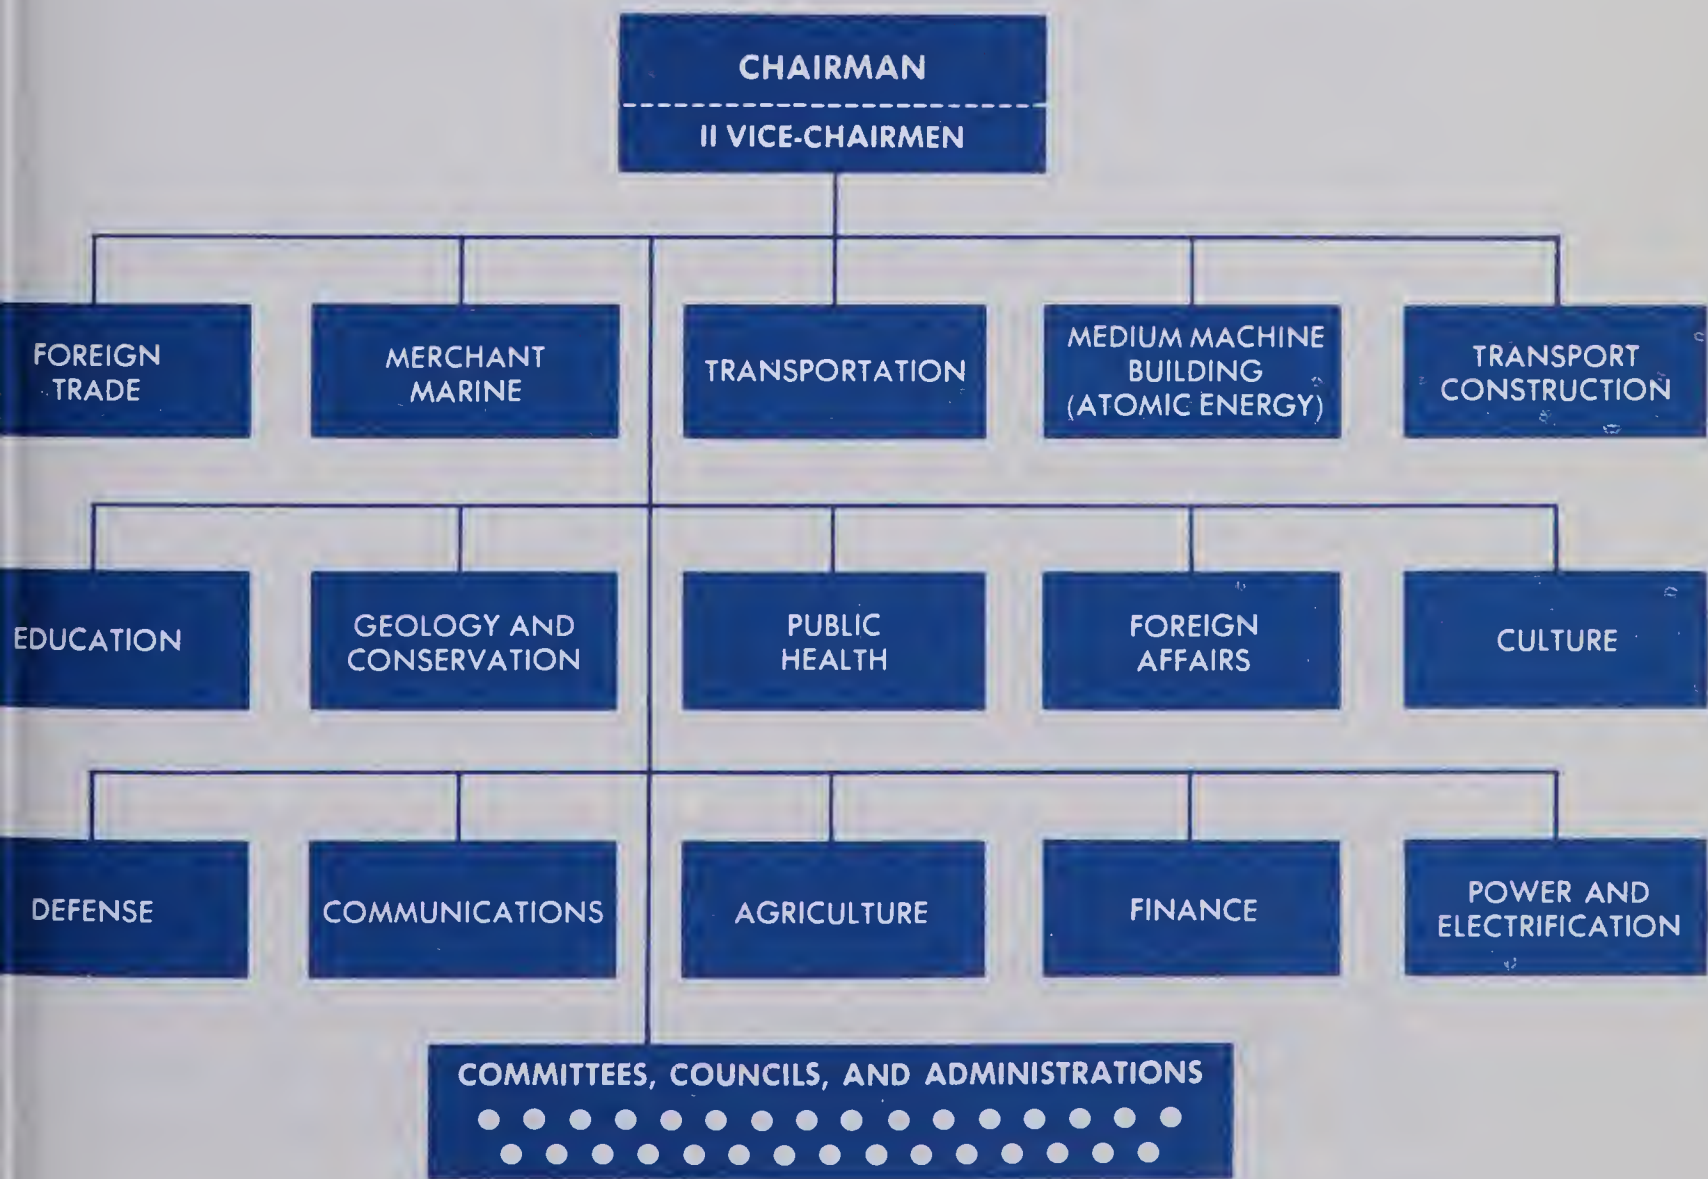 CHAIRMAN
II VICE-CHAIRMEN
FOREIGN
TRADE
MERCHANT
MARINE
TRANSPORTATION
MEDIUM MACHINE
BUILDING
(ATOMIC ENERGY)
TRANSPORT
CONSTRUCTION
EDUCATION
GEOLOGY AND
CONSERVATION
PUBLIC
HEALTH
FOREIGN
AFFAIRS
CULTURE
DEFENSE
COMMUNICATIONS
AGRICULTURE
FINANCE
POWER AND
ELECTRIFICATION
COMMITTEES, COUNCILS, AND ADMINISTRATIONS